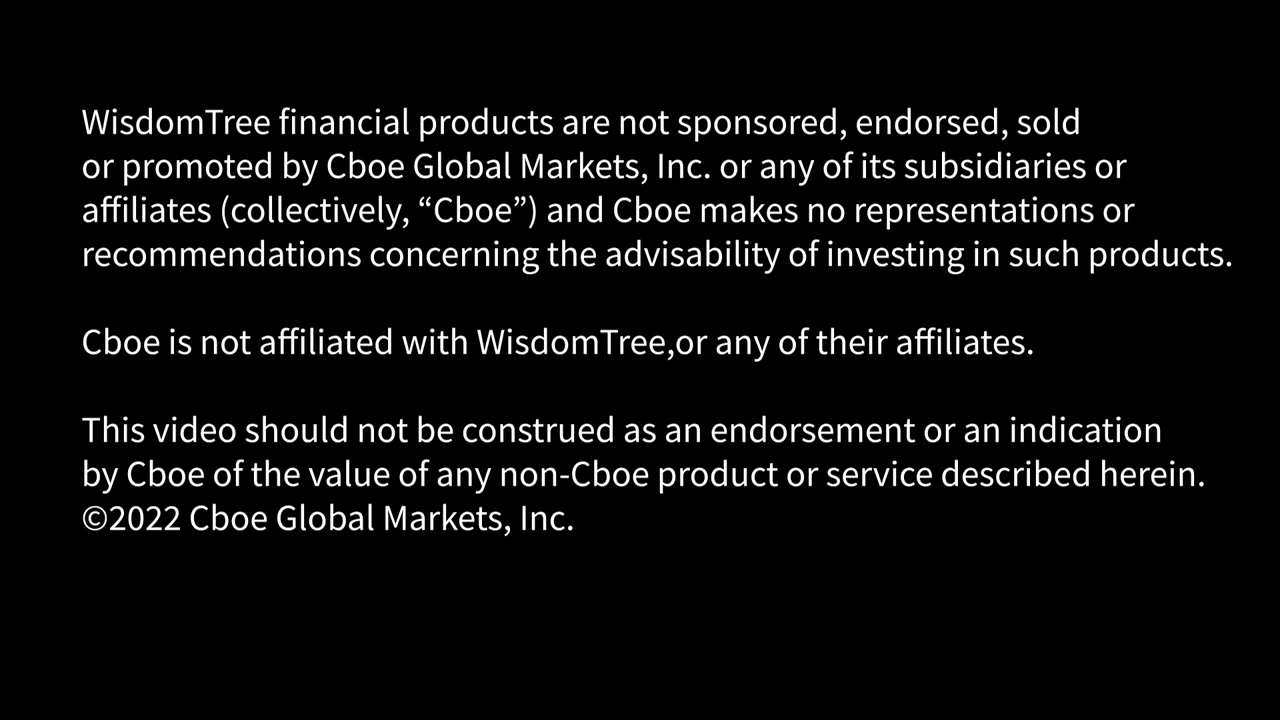 WisdomTree financial products are not sponsored, endorsed, sold
or promoted by Cboe Global Markets, Inc. or any of its subsidiaries or
affiliates (collectively, “Cboe”) and Cboe makes no representations or
recommendations concerning the advisability of investing in such products.
Cboe is not affiliated with WisdomTree,or any of their affiliates.
This video should not be construed as an endorsement or an indication
by Cboe of the value of any non-Cboe product or service described herein.
©2022 Cboe Global Markets, Inc.